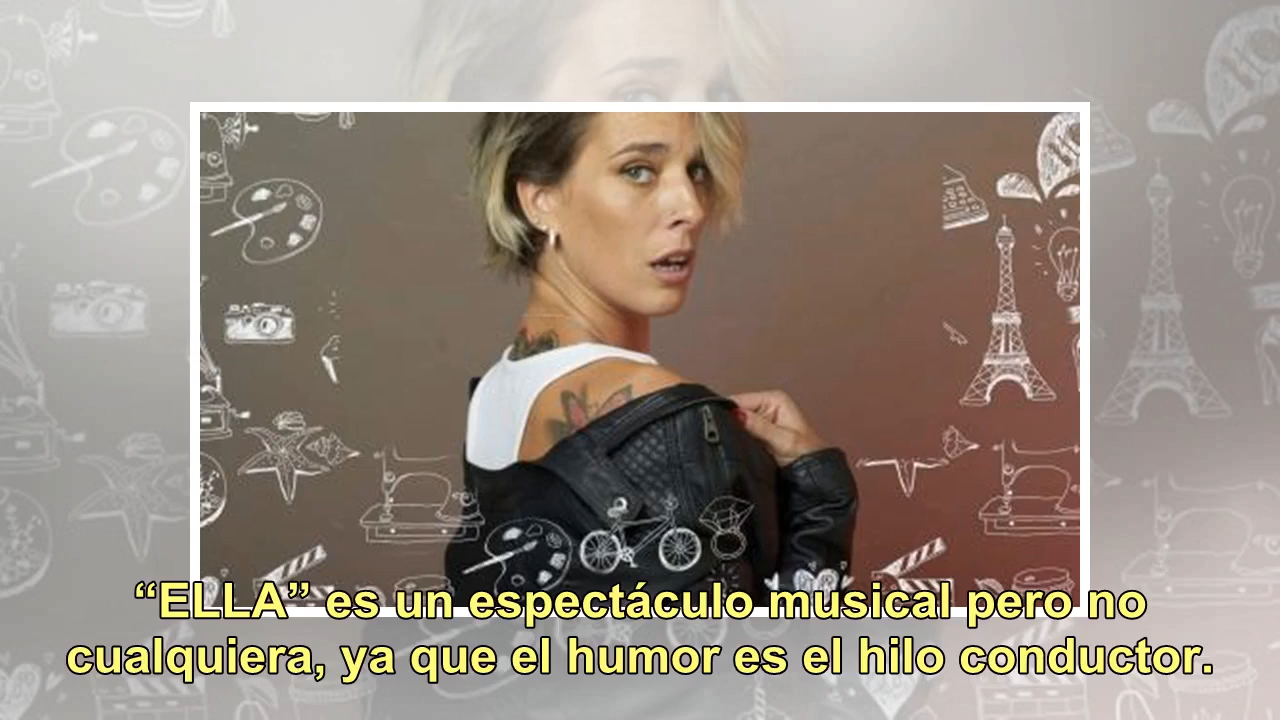 “ELLA” es un espectáculo musical pero no
cualquiera, ya que el humor es el hilo conductor.